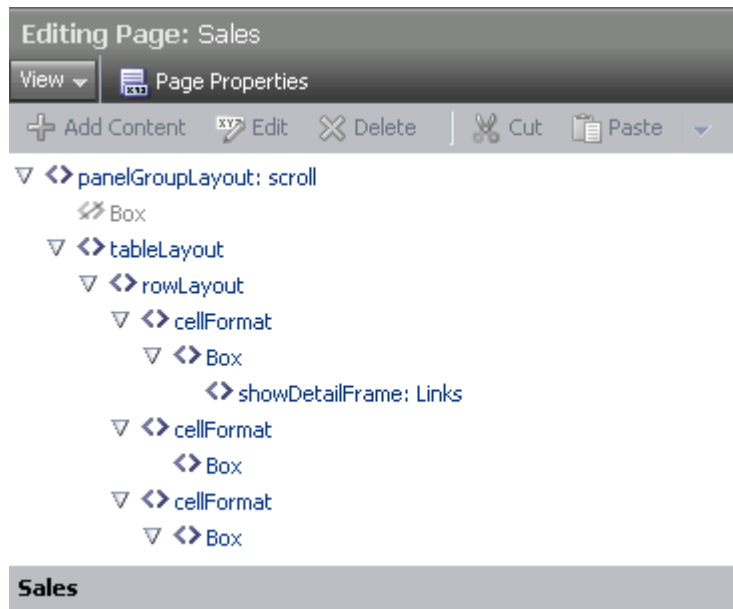 Editing Page: Sales
View Page Properties
Add Content Edit Delete Cut Paste
panelGroupLayout: scroll
Box
tableLayout
rowLayout
cellFormat
Box
showDetailFrame: Links
cellFormat
Box
cellFormat
Box
Sales